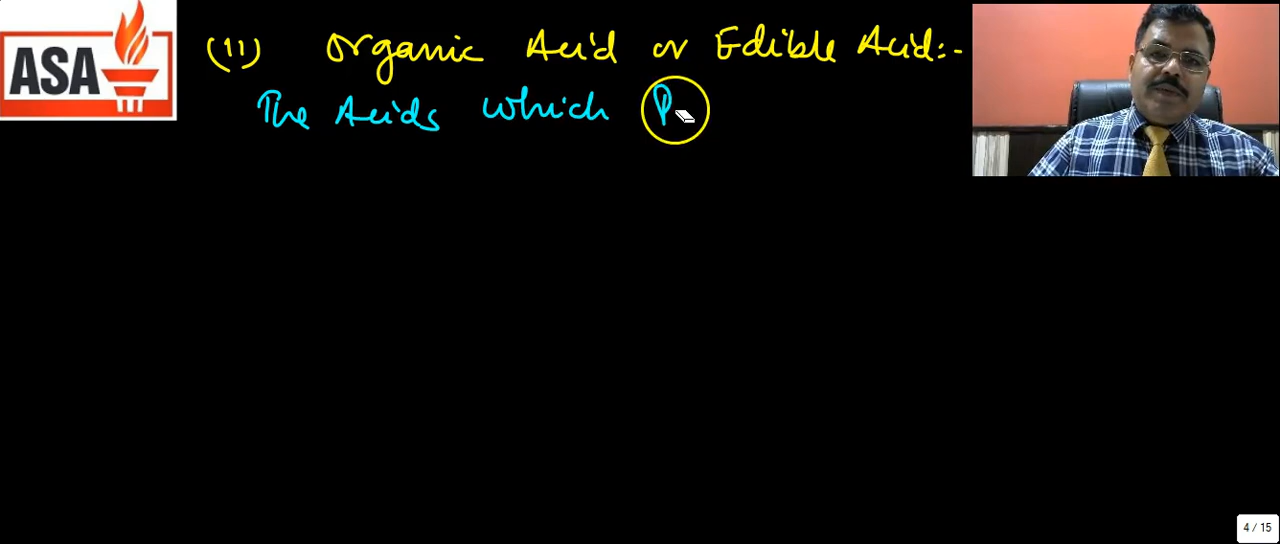 ASA
(11) Organic Acid or Edible Acid:-
The Acids which P
4 / 15